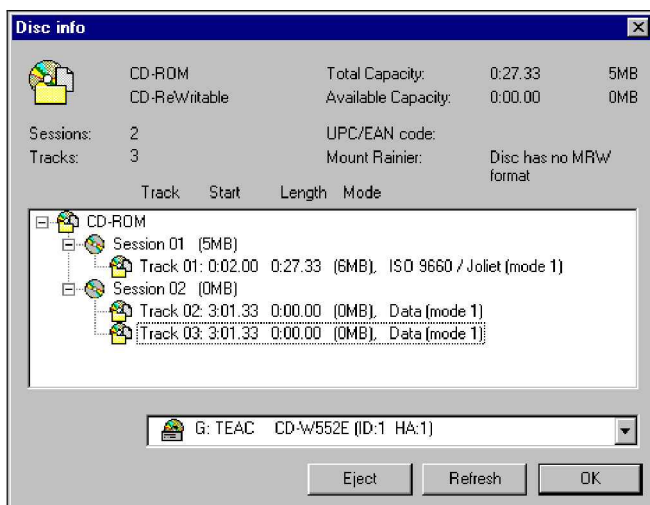 Disc info
CD-ROM Total Capacity: 0:27.33 5MB
CD-ReWritable Available Capacity: 0:00.00 0MB
Sessions: 2 UPC/EAN code:
Tracks: 3 Mount Rainier: Disc has no MRW
format
Track Start Length Mode
CD-ROM
Session 01 (5MB)
Track 01: 0:02.00 0:27.33 (6MB), ISO 9660 / Joliet (mode 1)
Session 02 (0MB)
Track 02: 3:01.33 0:00.00 (0MB), Data (mode 1)
Track 03: 3:01.33 0:00.00 (0MB), Data (mode 1)
G: TEAC CD-W552E (ID:1 HA:1)
Eject Refresh OK